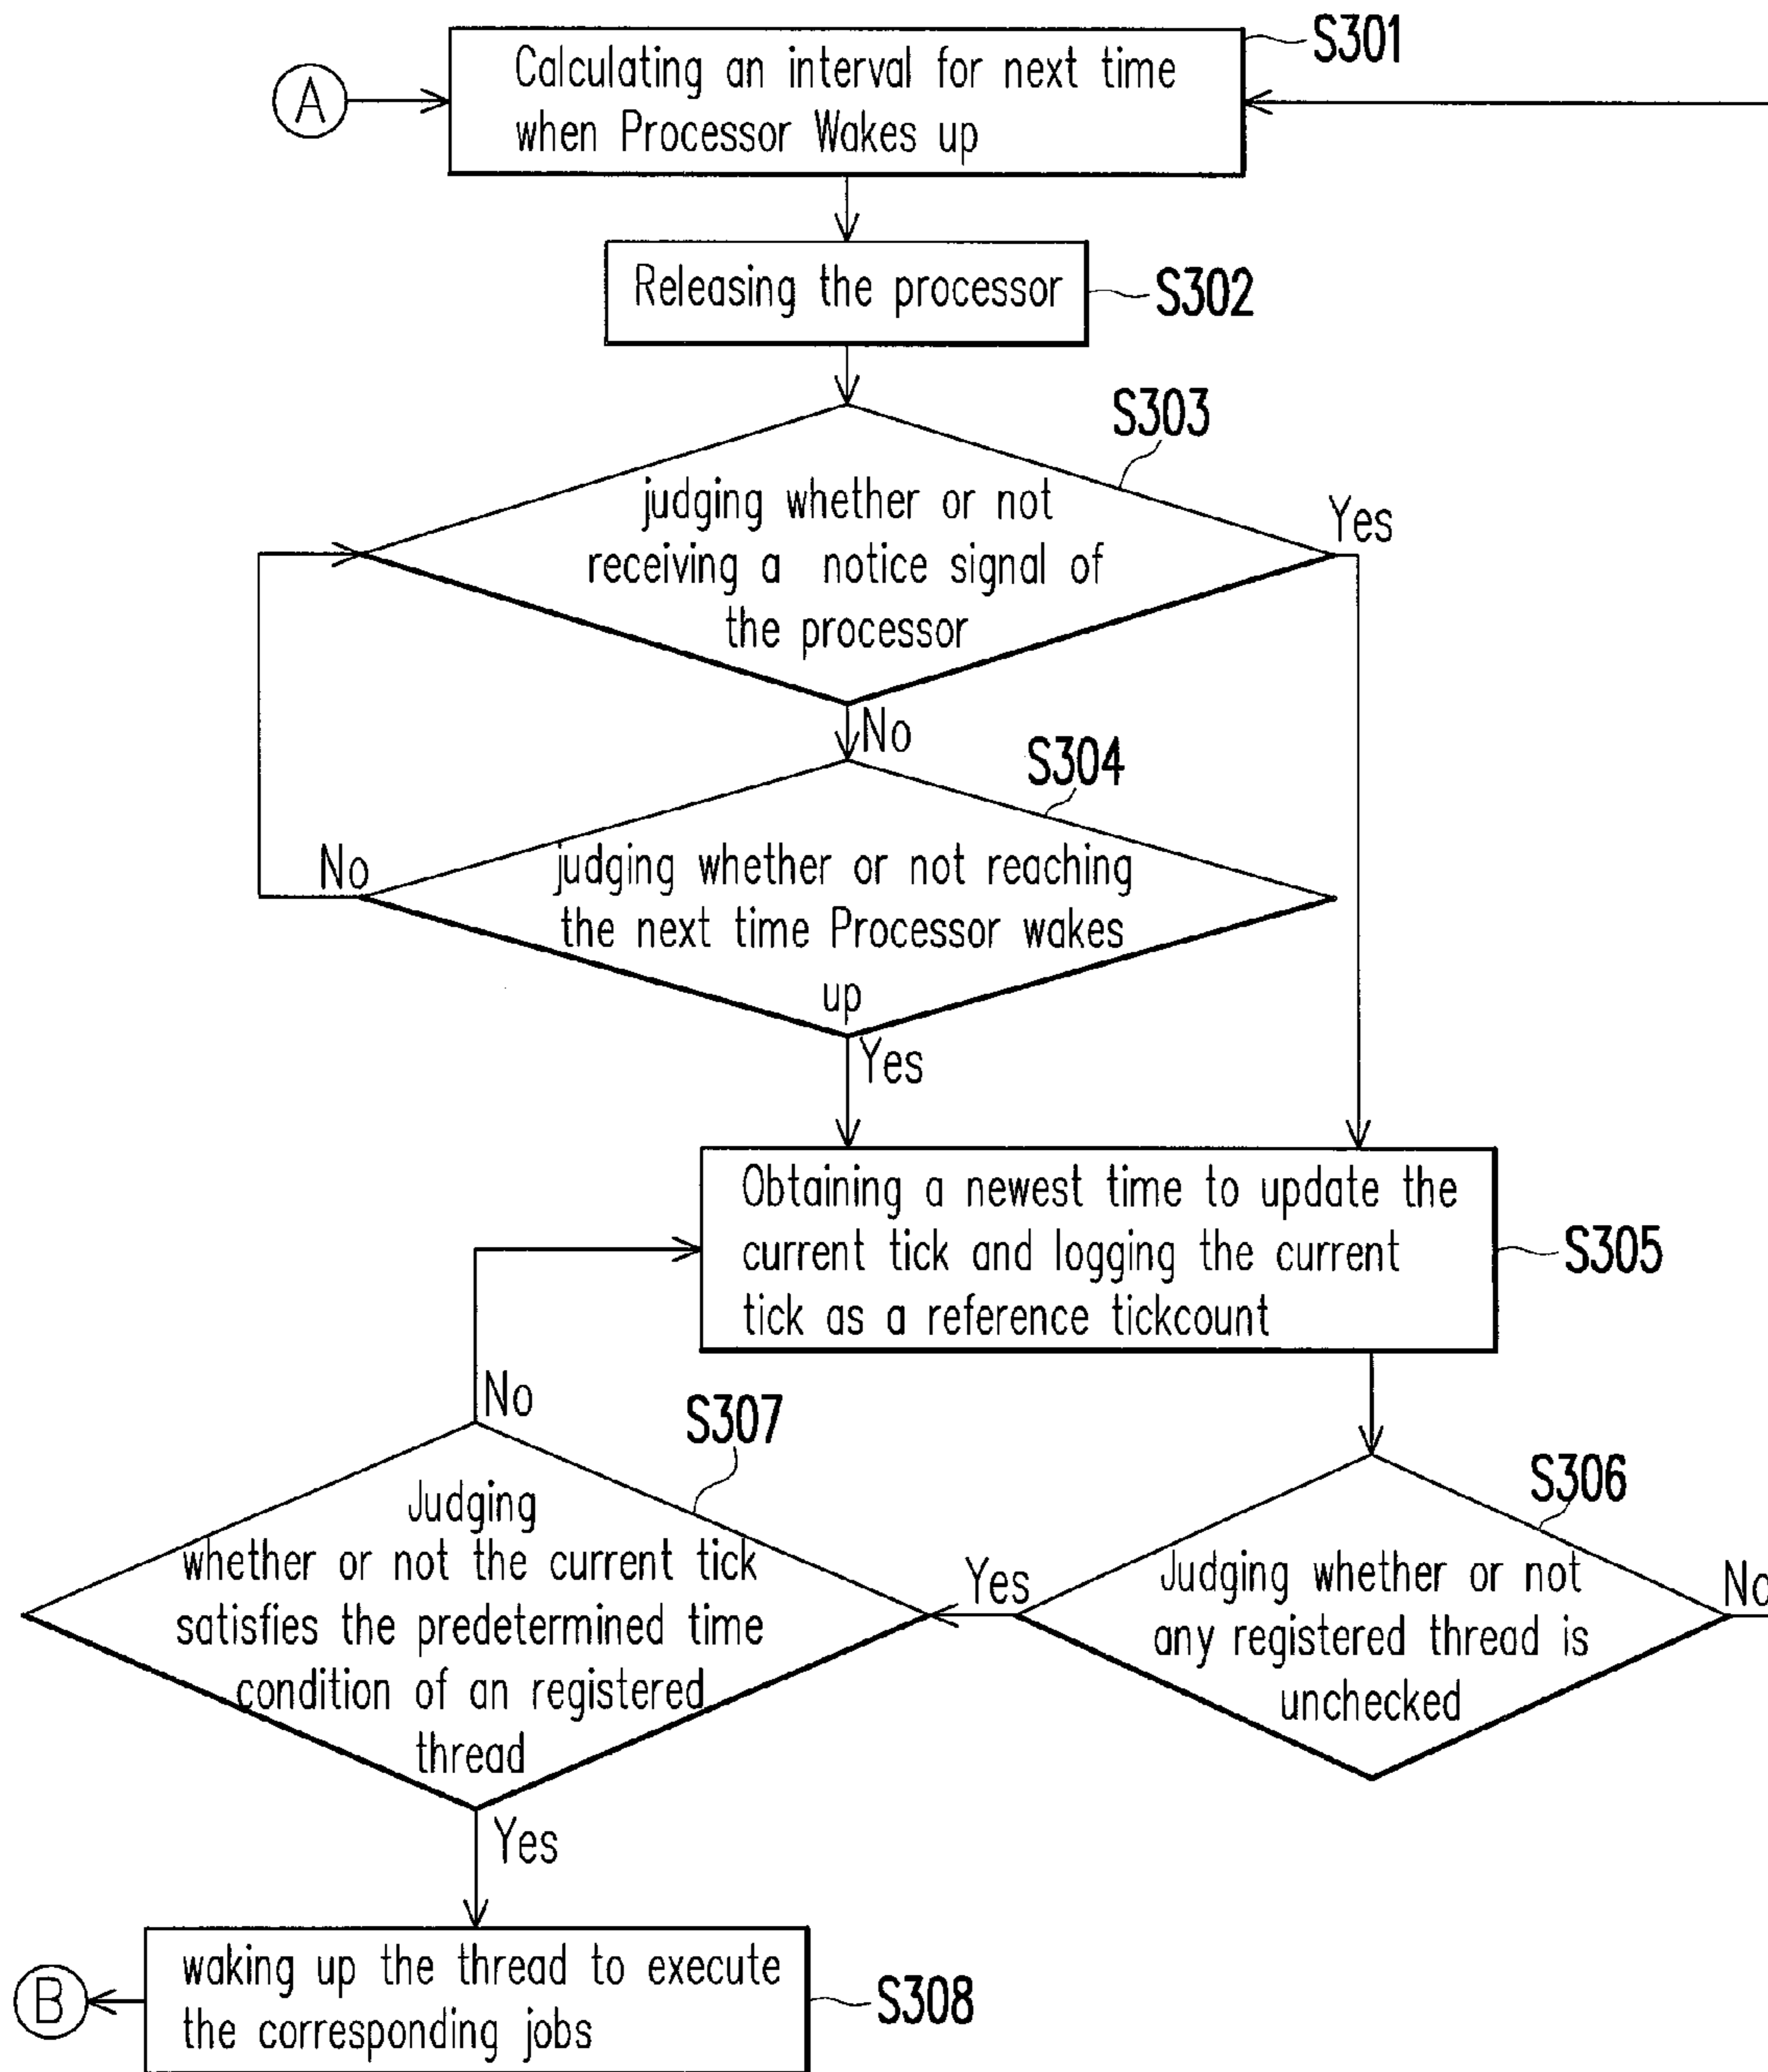 S301
A
Calculating an interval for next time
when Processor Wakes up
Releasing the processor
S302
S303
judging whether or not
receiving a notice signal of
the processor
Yes
No
S304
No
judging whether or not reaching
the next time Processor wakes
up
Yes
Obtaining a newest time to update the
current tick and logging the current
tick as a reference tickcount
S305
No
S307
S306
Judging
whether or not the current tick
satisfies the predetermined time
condition of an registered
thread
Yes
Judging whether or not
any registered thread is
unchecked
No
Yes
B
waking up the thread to execute
the corresponding jobs
S308